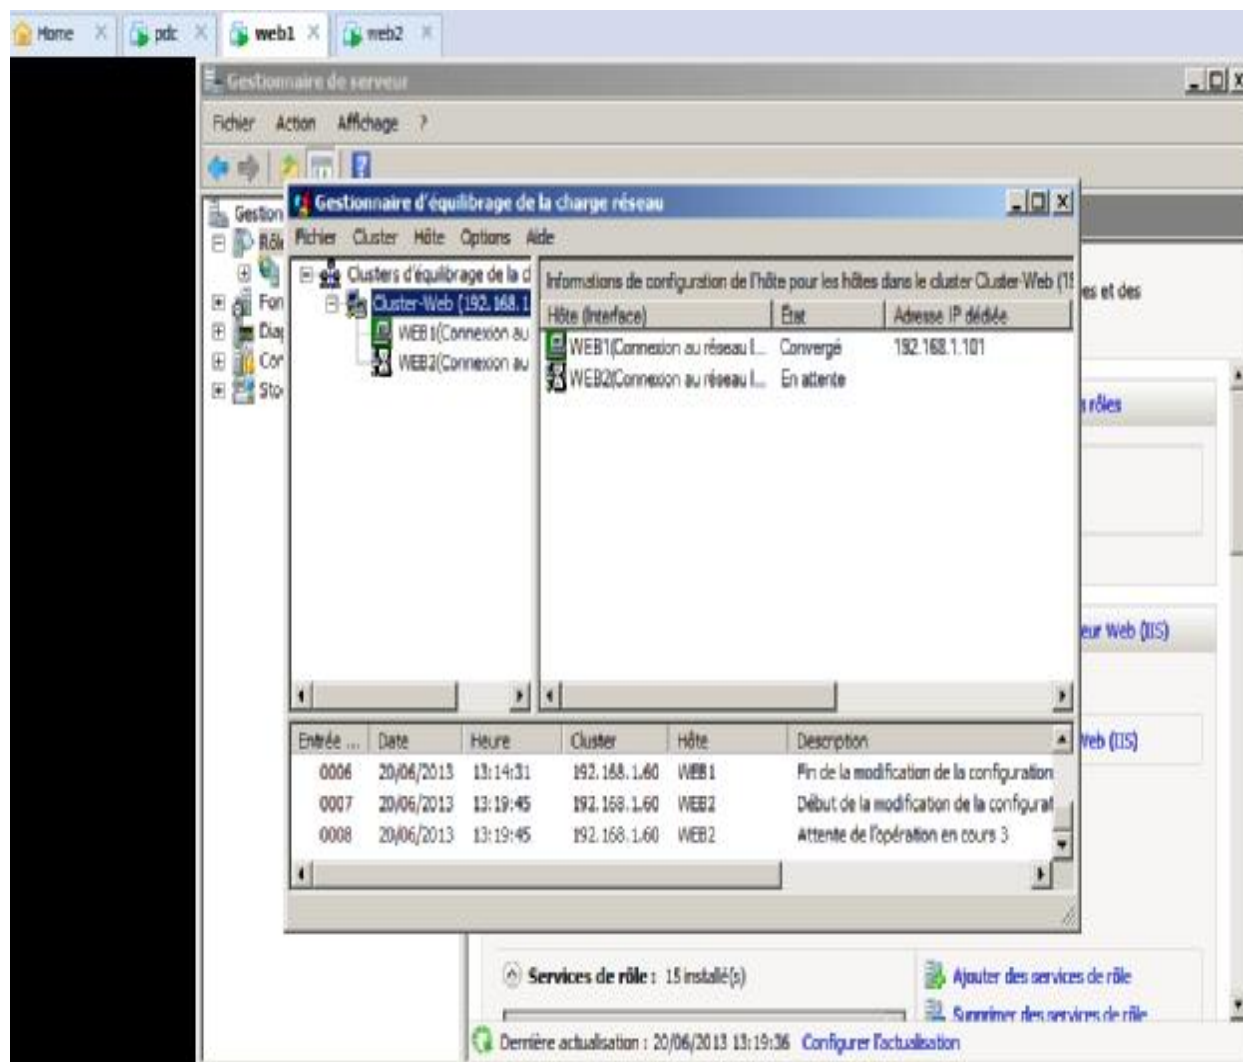 Home pdc web1 web2
Gestionnaire de serveur
Fichier Action Affichage ?
Gestionnaire d'équilibrage de la charge réseau
Gestion
Fichier Cluster Hôte Options Aide
Rôl
Clusters d'équilibrage de la d
Informations de configuration de l'hôte pour les hôtes dans le cluster Cluster-Web (19
es et des
Fon
Cluster-Web (192.168.1
Hôte (Interface) État Adresse IP dédiée
Diag
WEB1(Connexion au
WEB1(Connexion au réseau l... Convergé 192.168.1.101
Cor
WEB2(Connexion au
WEB2(Connexion au réseau l... En attente
Sto
s rôles
eur Web (IIS)
Entrée ... Date Heure Cluster Hôte Description
Web (IIS)
0006 20/06/2013 13:14:31 192.168.1.60 WEB1 Fin de la modification de la configuration
0007 20/06/2013 13:19:45 192.168.1.60 WEB2 Début de la modification de la configurat
0008 20/06/2013 13:19:45 192.168.1.60 WEB2 Attente de l'opération en cours 3
Services de rôle : 15 installé(s)
Ajouter des services de rôle
Supprimer des services de rôle
Dernière actualisation : 20/06/2013 13:19:36 Configurer l'actualisation